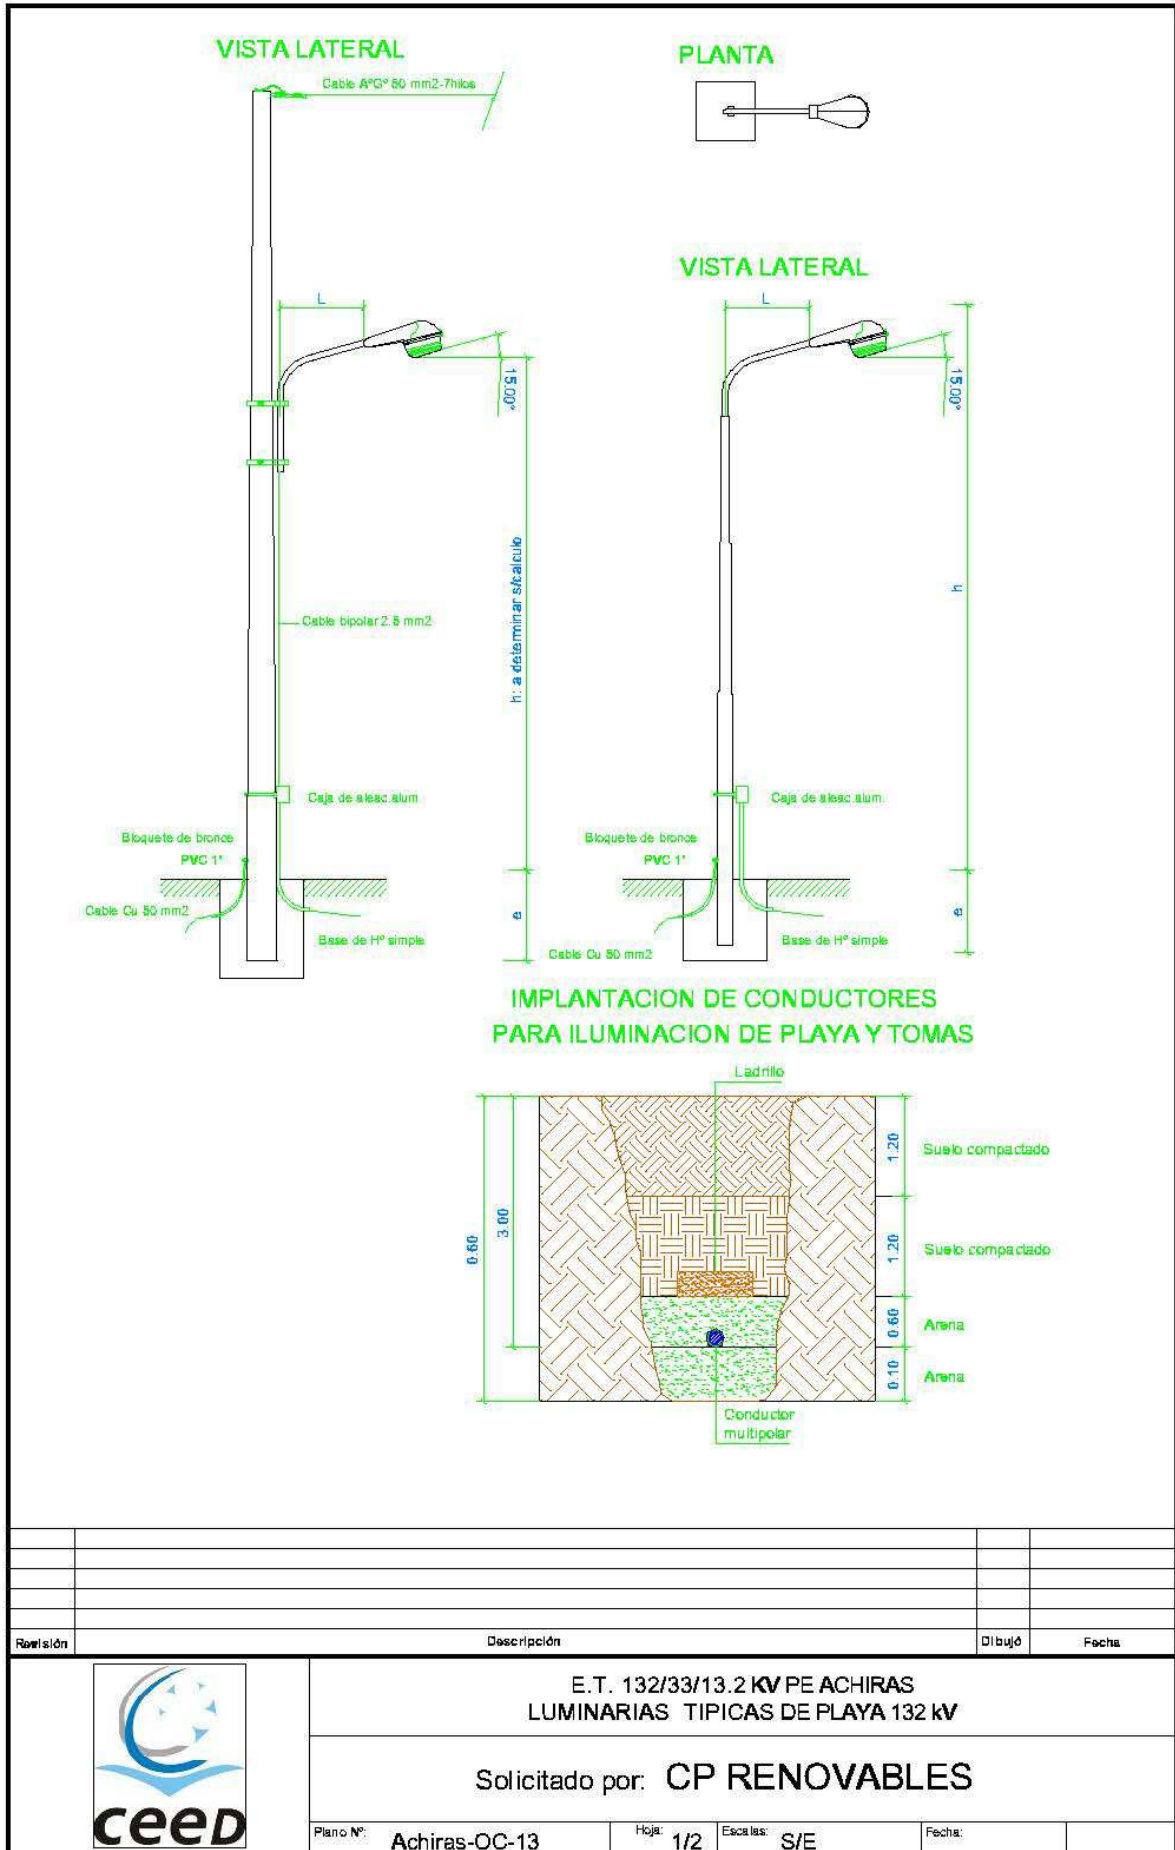 VISTA LATERAL
Cable AºGº 50 mm2-7hilos
L
15.00°
h: a determinar s/calculo
Cable bipolar 2.5 mm2
Caja de aleac.alum
Bloquete de bronce
PVC 1"
Cable Cu 50 mm2
Base de Hº simple
e
PLANTA
VISTA LATERAL
L
15.00°
h
Caja de aleac.alum.
Bloquete de bronce
PVC 1"
Cable Cu 50 mm2
Base de Hº simple
e
IMPLANTACION DE CONDUCTORES
PARA ILUMINACION DE PLAYA Y TOMAS
Ladrillo
0.60
3.00
1.20
Suelo compactado
1.20
Suelo compactado
0.60
Arena
0.10
Arena
Conductor
multipolar
Revisión
Descripción
Dibujó
Fecha
ceed
E.T. 132/33/13.2 KV PE ACHIRAS
LUMINARIAS TIPICAS DE PLAYA 132 kV
Solicitado por: CP RENOVABLES
Plano Nº: Achiras-OC-13
Hoja: 1/2
Escalas: S/E
Fecha: